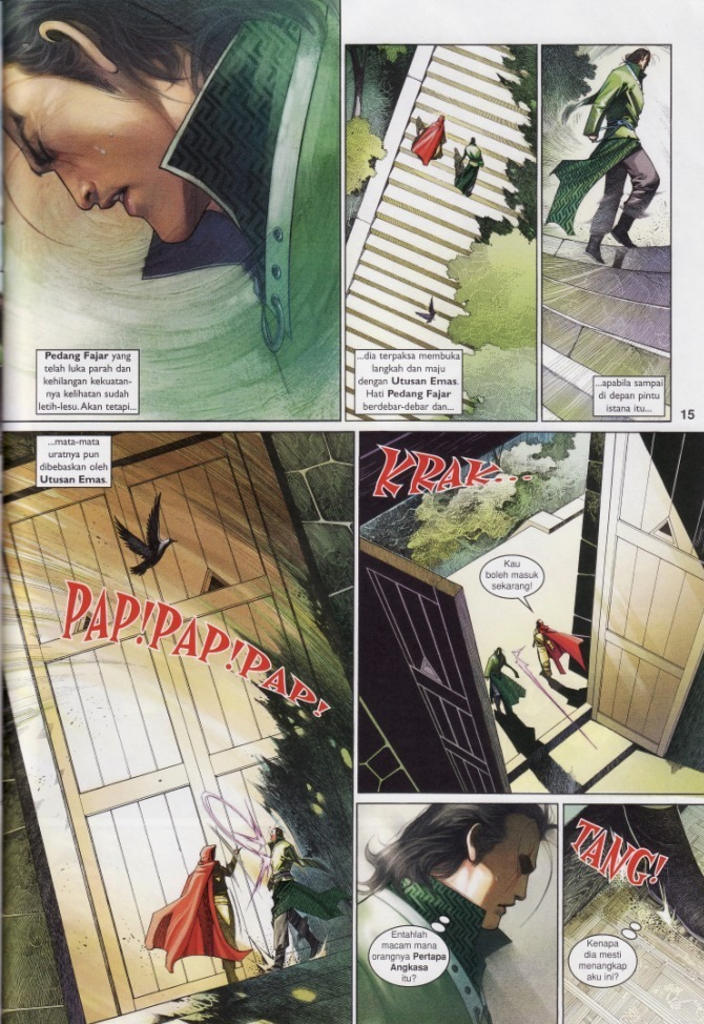 Pedang Fajar yang
telah luka parah dan
kehilangan kekuatan-
nya kelihatan sudah
letih-lesu. Akan tetapi...
...dia terpaksa membuka
langkah dan maju
dengan Utusan Emas.
Hati Pedang Fajar
berdebar-debar dan...
...apabila sampai
di depan pintu
istana itu...
15
...mata-mata
uratnya pun
dibebaskan oleh
Utusan Emas.
PAP!PAP!PAP!
KRAK...
Kau
boleh masuk
sekarang!
Entahlah
macam mana
orangnya Pertapa
Angkasa
itu?
TANG!
Kenapa
dia mesti
menangkap
aku ini?